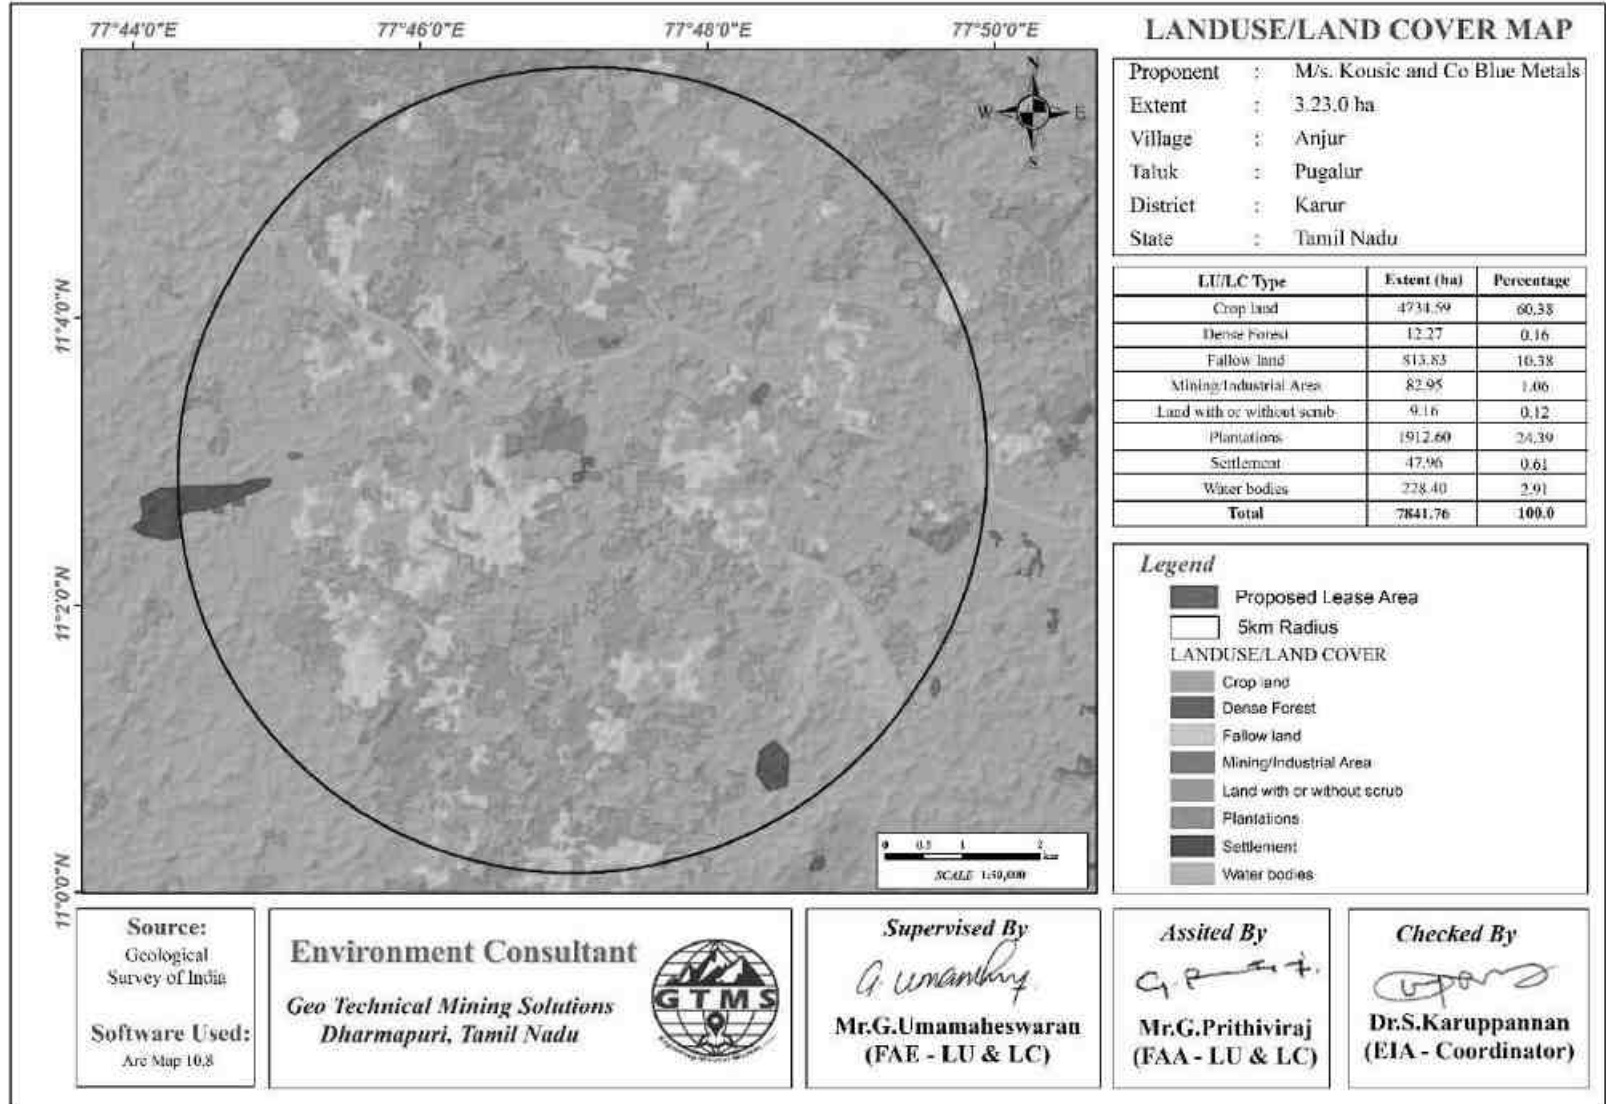 77°44'0"E 77°46'0"E 77°48'0"E 77°50'0"E
11°4'0"N
11°2'0"N
11°0'0"N
N
W E
S
0 0.5 1 2
km
SCALE 1:50,000
LANDUSE/LAND COVER MAP
Proponent : M/s. Kousic and Co Blue Metals
Extent : 3.23.0 ha
Village : Anjur
Taluk : Pugalur
District : Karur
State : Tamil Nadu
LU/LC Type Extent (ha) Percentage
Crop land 4734.59 60.38
Dense Forest 12.27 0.16
Fallow land 813.83 10.38
Mining/Industrial Area 82.95 1.06
Land with or without scrub 9.16 0.12
Plantations 1912.60 24.39
Settlement 47.96 0.61
Water bodies 228.40 2.91
Total 7841.76 100.0
Legend
Proposed Lease Area
5km Radius
LANDUSE/LAND COVER
Crop land
Dense Forest
Fallow land
Mining/Industrial Area
Land with or without scrub
Plantations
Settlement
Water bodies
Source:
Geological
Survey of India
Software Used:
Arc Map 10.8
Environment Consultant
Geo Technical Mining Solutions
Dharmapuri, Tamil Nadu
GTMS
Supervised By
Mr.G.Umamaheswaran
(FAE - LU & LC)
Assited By
Mr.G.Prithiviraj
(FAA - LU & LC)
Checked By
Dr.S.Karuppannan
(EIA - Coordinator)